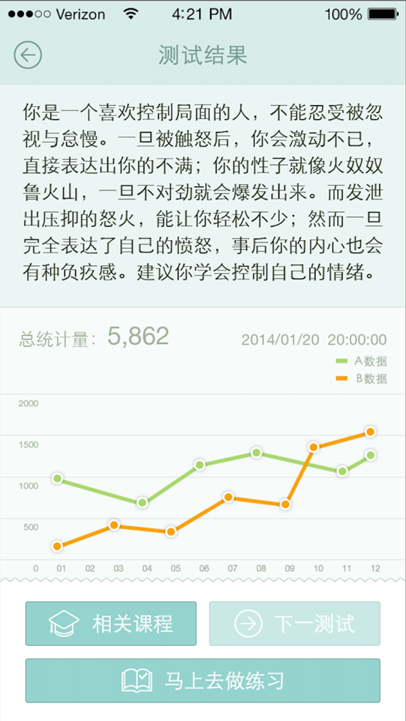 Verizon 4:21 PM 100%
测试结果
你是一个喜欢控制局面的人，不能忍受被忽
视与怠慢。一旦被触怒后，你会激动不已，
直接表达出你的不满；你的性子就像火奴奴
鲁火山，一旦不对劲就会爆发出来。而发泄
出压抑的怒火，能让你轻松不少；然而一旦
完全表达了自己的愤怒，事后你的内心也会
有种负疚感。建议你学会控制自己的情绪。
总统计量：5,862 2014/01/20 20:00:00
A数据
B数据
2000
1500
1000
500
0 01 02 03 04 05 06 07 08 09 10 11 12
相关课程 下一测试
马上去做练习